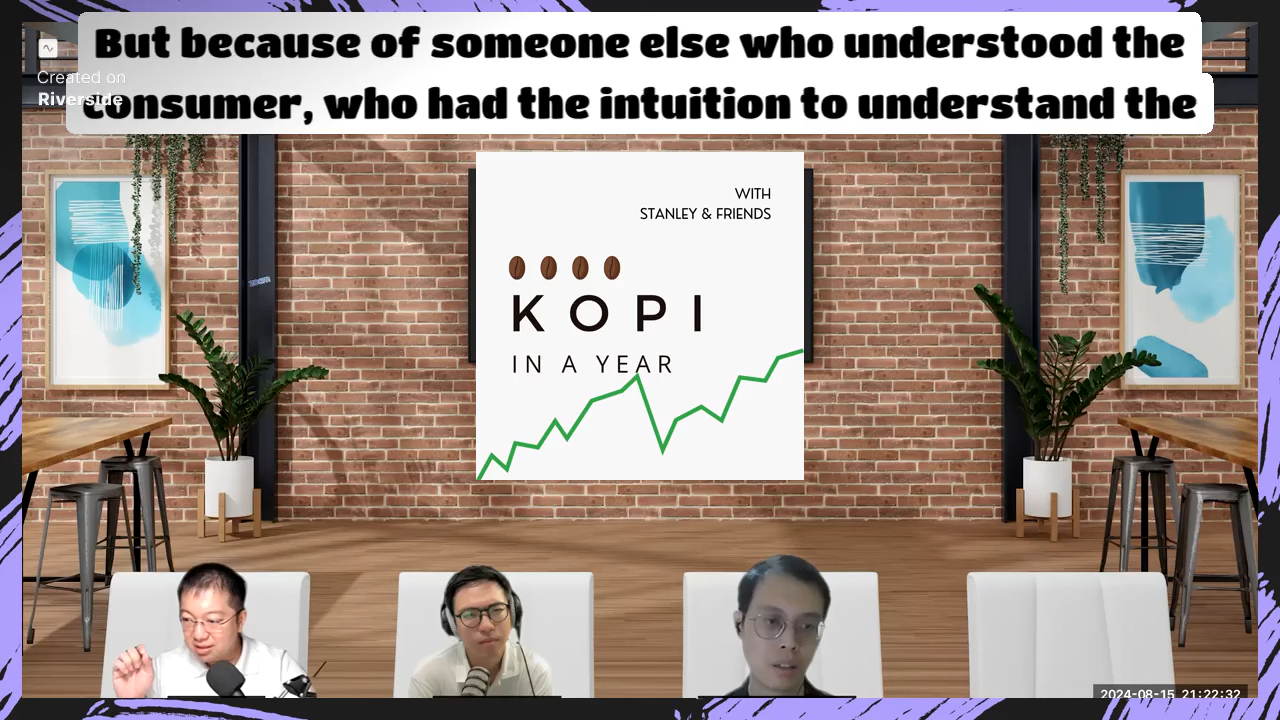 But because of someone else who understood the
consumer, who had the intuition to understand the
Created on
Riverside
WITH
STANLEY & FRIENDS
KOPI
IN A YEAR
2024-08-15 21:22:32